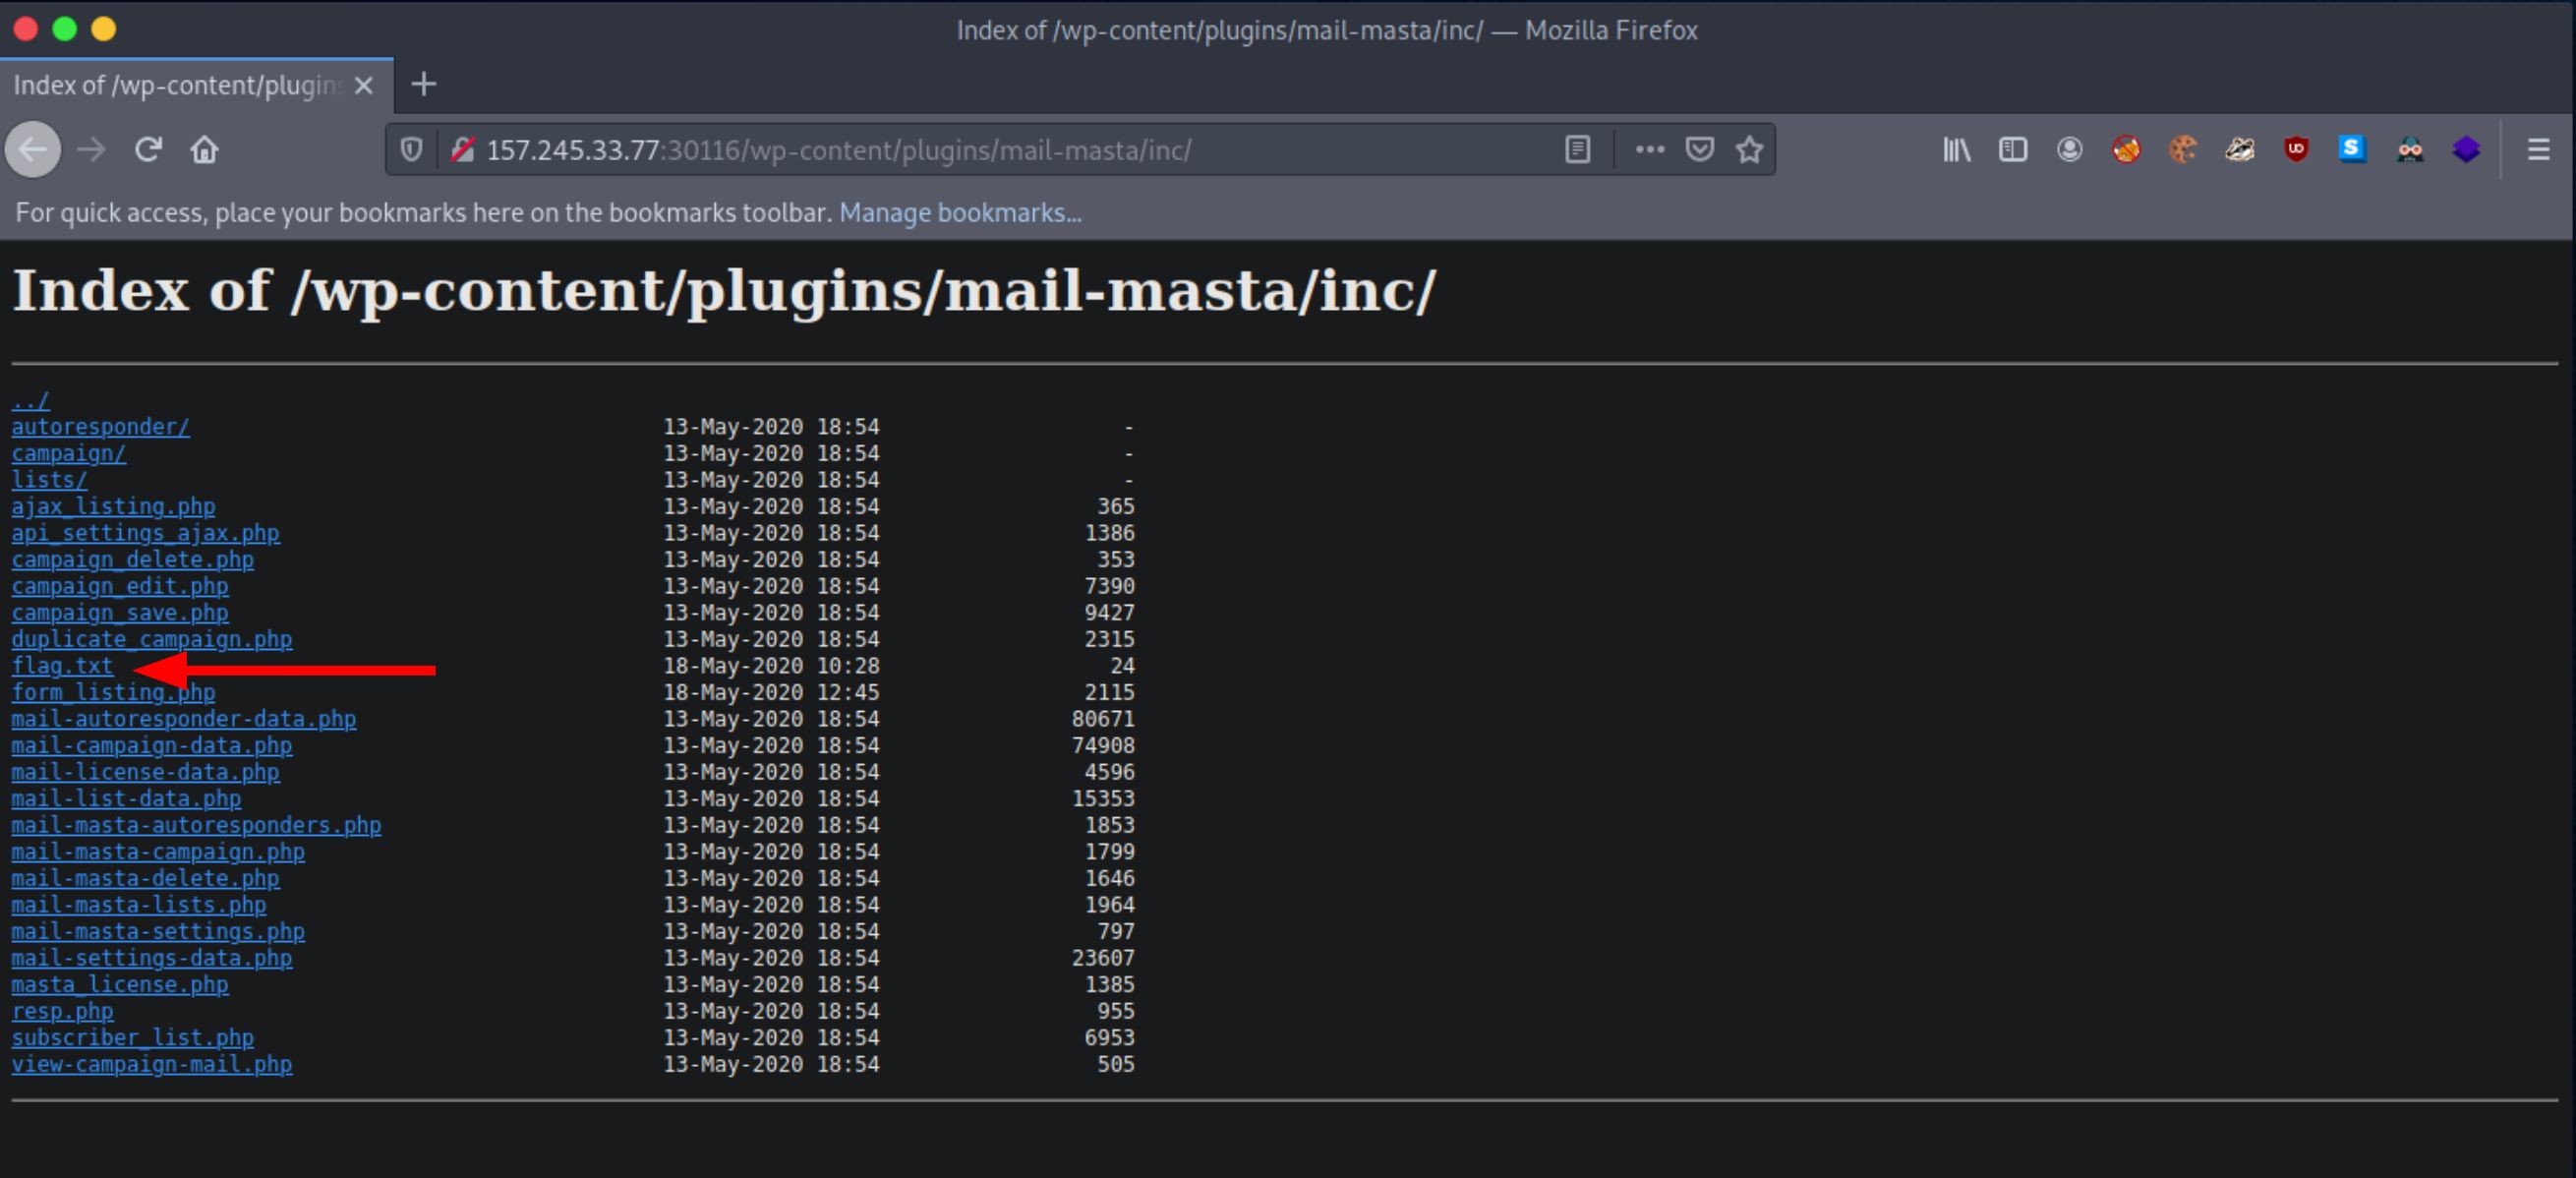 Index of /wp-content/plugins/mail-masta/inc/ — Mozilla Firefox
Index of /wp-content/plugins
157.245.33.77:30116/wp-content/plugins/mail-masta/inc/
For quick access, place your bookmarks here on the bookmarks toolbar. Manage bookmarks...
Index of /wp-content/plugins/mail-masta/inc/
../
autoresponder/ 13-May-2020 18:54 -
campaign/ 13-May-2020 18:54 -
lists/ 13-May-2020 18:54 -
ajax_listing.php 13-May-2020 18:54 365
api_settings_ajax.php 13-May-2020 18:54 1386
campaign_delete.php 13-May-2020 18:54 353
campaign_edit.php 13-May-2020 18:54 7390
campaign_save.php 13-May-2020 18:54 9427
duplicate_campaign.php 13-May-2020 18:54 2315
flag.txt 18-May-2020 10:28 24
form_listing.php 18-May-2020 12:45 2115
mail-autoresponder-data.php 13-May-2020 18:54 80671
mail-campaign-data.php 13-May-2020 18:54 74908
mail-license-data.php 13-May-2020 18:54 4596
mail-list-data.php 13-May-2020 18:54 15353
mail-masta-autoresponders.php 13-May-2020 18:54 1853
mail-masta-campaign.php 13-May-2020 18:54 1799
mail-masta-delete.php 13-May-2020 18:54 1646
mail-masta-lists.php 13-May-2020 18:54 1964
mail-masta-settings.php 13-May-2020 18:54 797
mail-settings-data.php 13-May-2020 18:54 23607
masta_license.php 13-May-2020 18:54 1385
resp.php 13-May-2020 18:54 955
subscriber_list.php 13-May-2020 18:54 6953
view-campaign-mail.php 13-May-2020 18:54 505